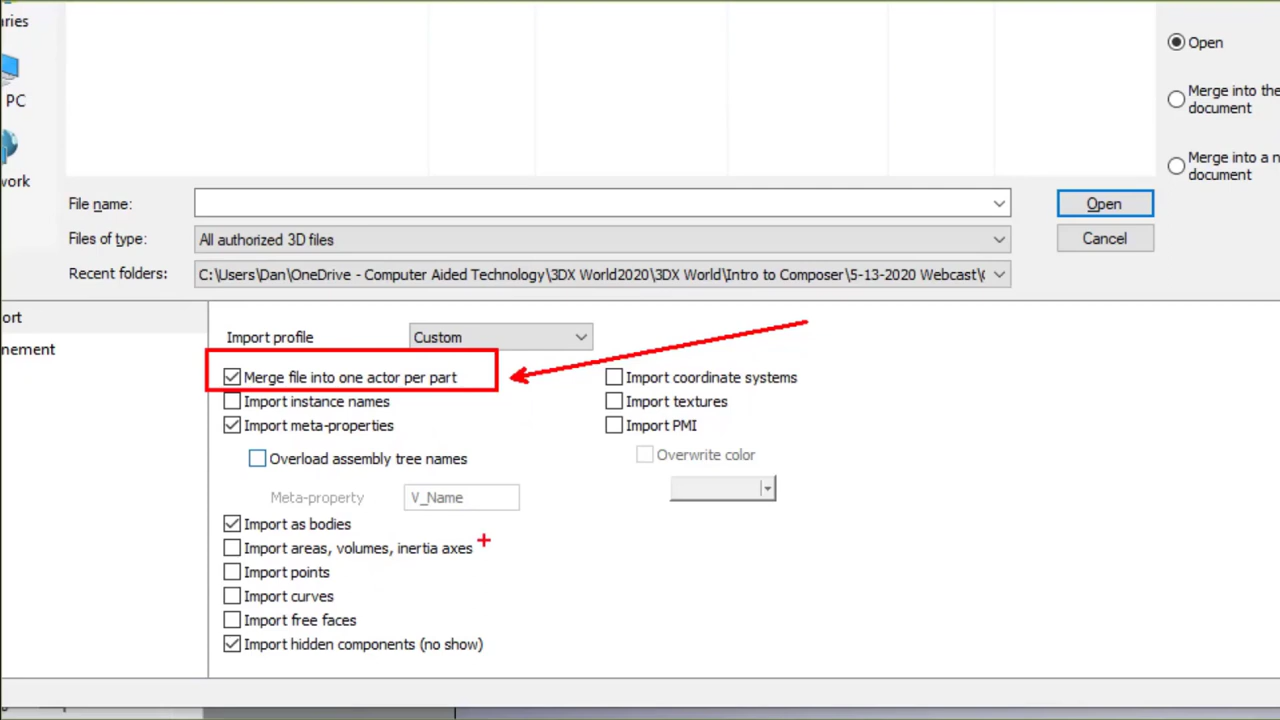 ries
Open
PC
Merge into the
document
Merge into a n
document
work
File name:
Open
Files of type:
All authorized 3D files
Cancel
Recent folders:
C:\Users\Dan\OneDrive - Computer Aided Technology\3DX World2020\3DX World\Intro to Composer\5-13-2020 Webcast\
ort
nement
Import profile
Custom
Merge file into one actor per part
Import coordinate systems
Import instance names
Import textures
Import meta-properties
Import PMI
Overload assembly tree names
Overwrite color
Meta-property
V_Name
Import as bodies
Import areas, volumes, inertia axes
Import points
Import curves
Import free faces
Import hidden components (no show)